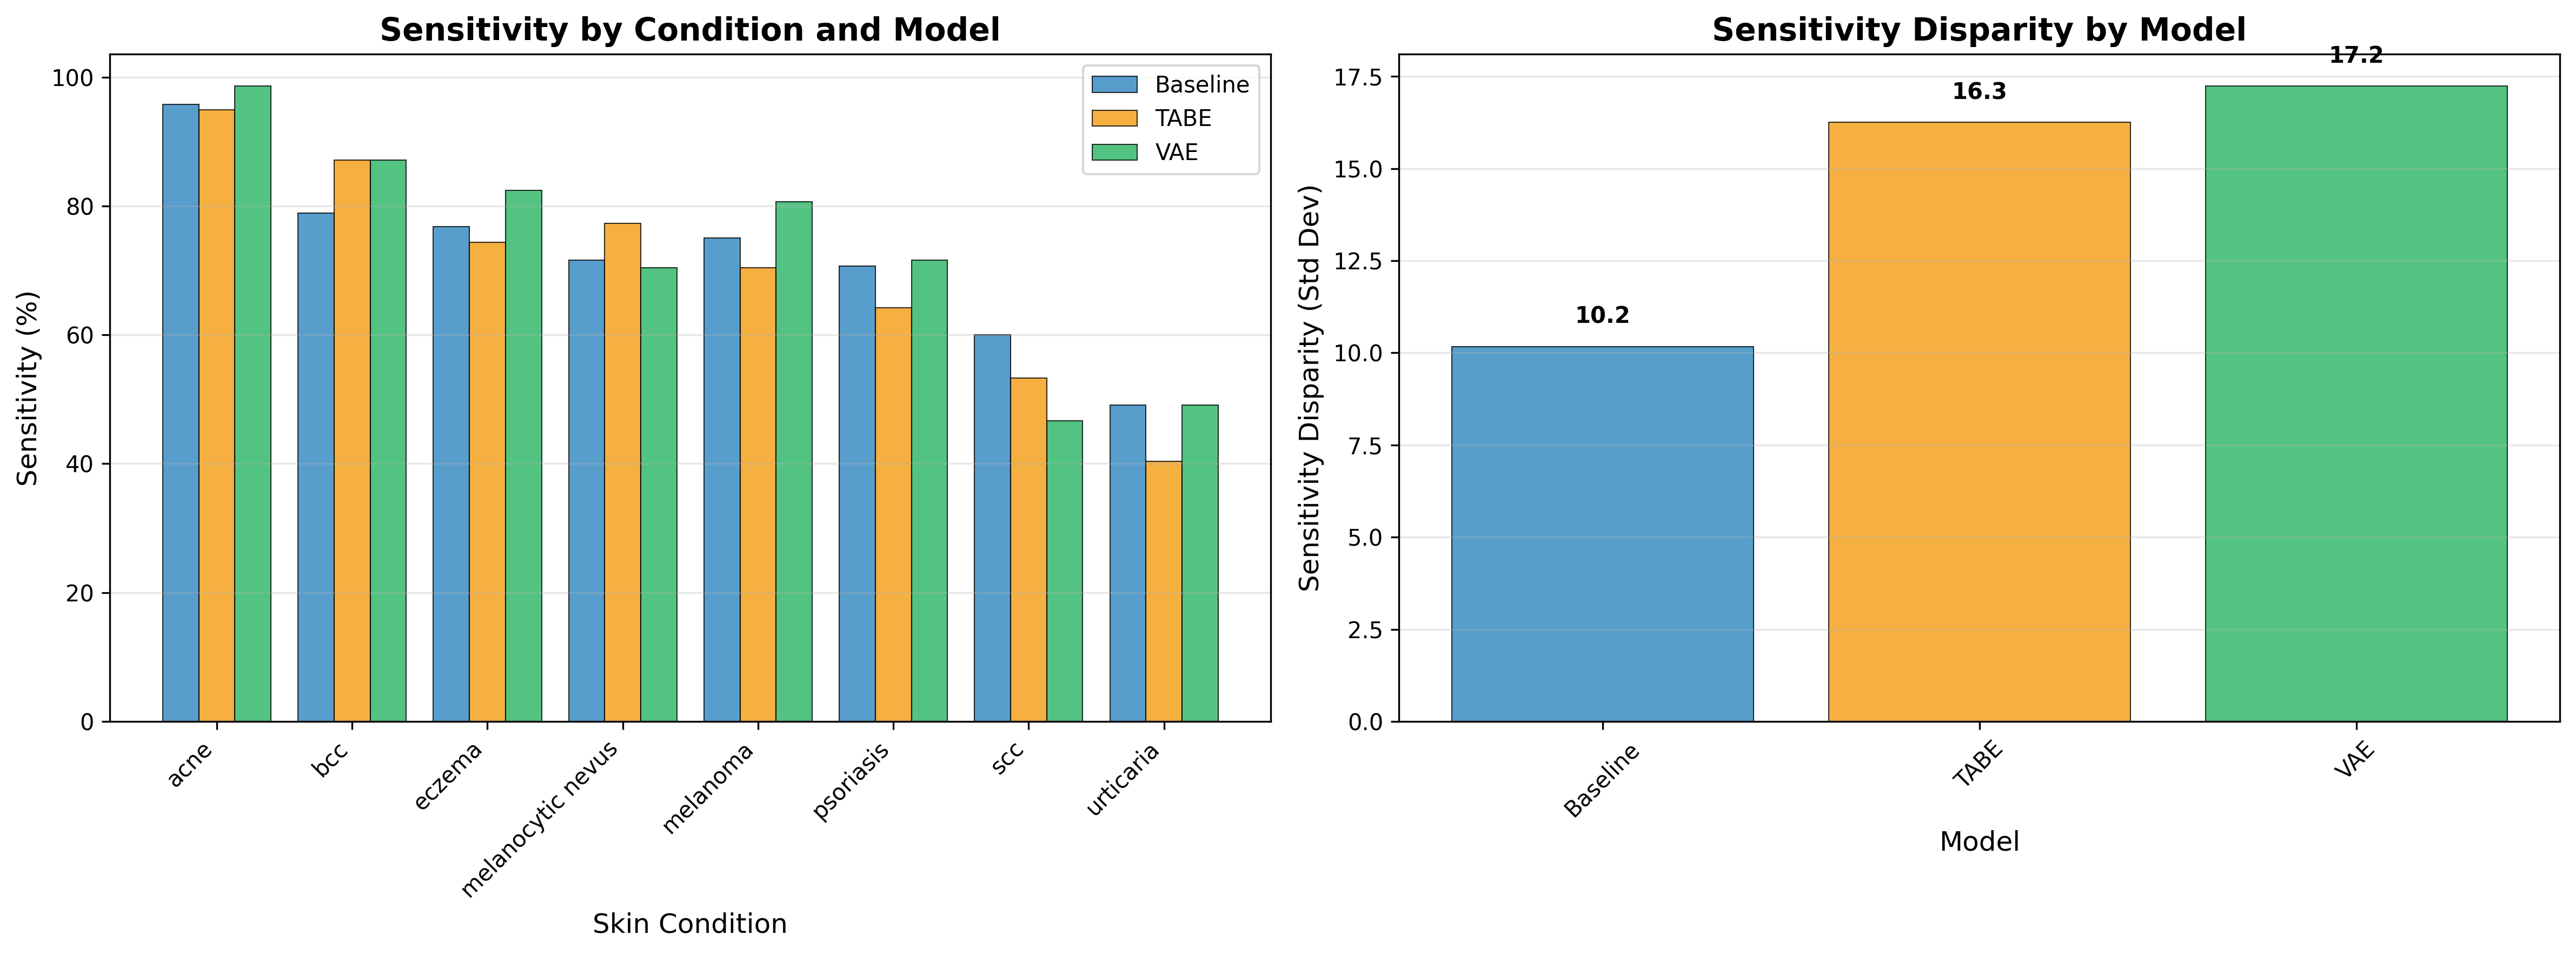 Sensitivity by Condition and Model
Sensitivity (%)
100
80
60
40
20
0
Baseline
TABE
VAE
acne
bcc
eczema
melanocytic nevus
melanoma
psoriasis
scc
urticaria
Skin Condition
Sensitivity Disparity by Model
Sensitivity Disparity (Std Dev)
17.5
15.0
12.5
10.0
7.5
5.0
2.5
0.0
10.2
16.3
17.2
Baseline
TABE
VAE
Model